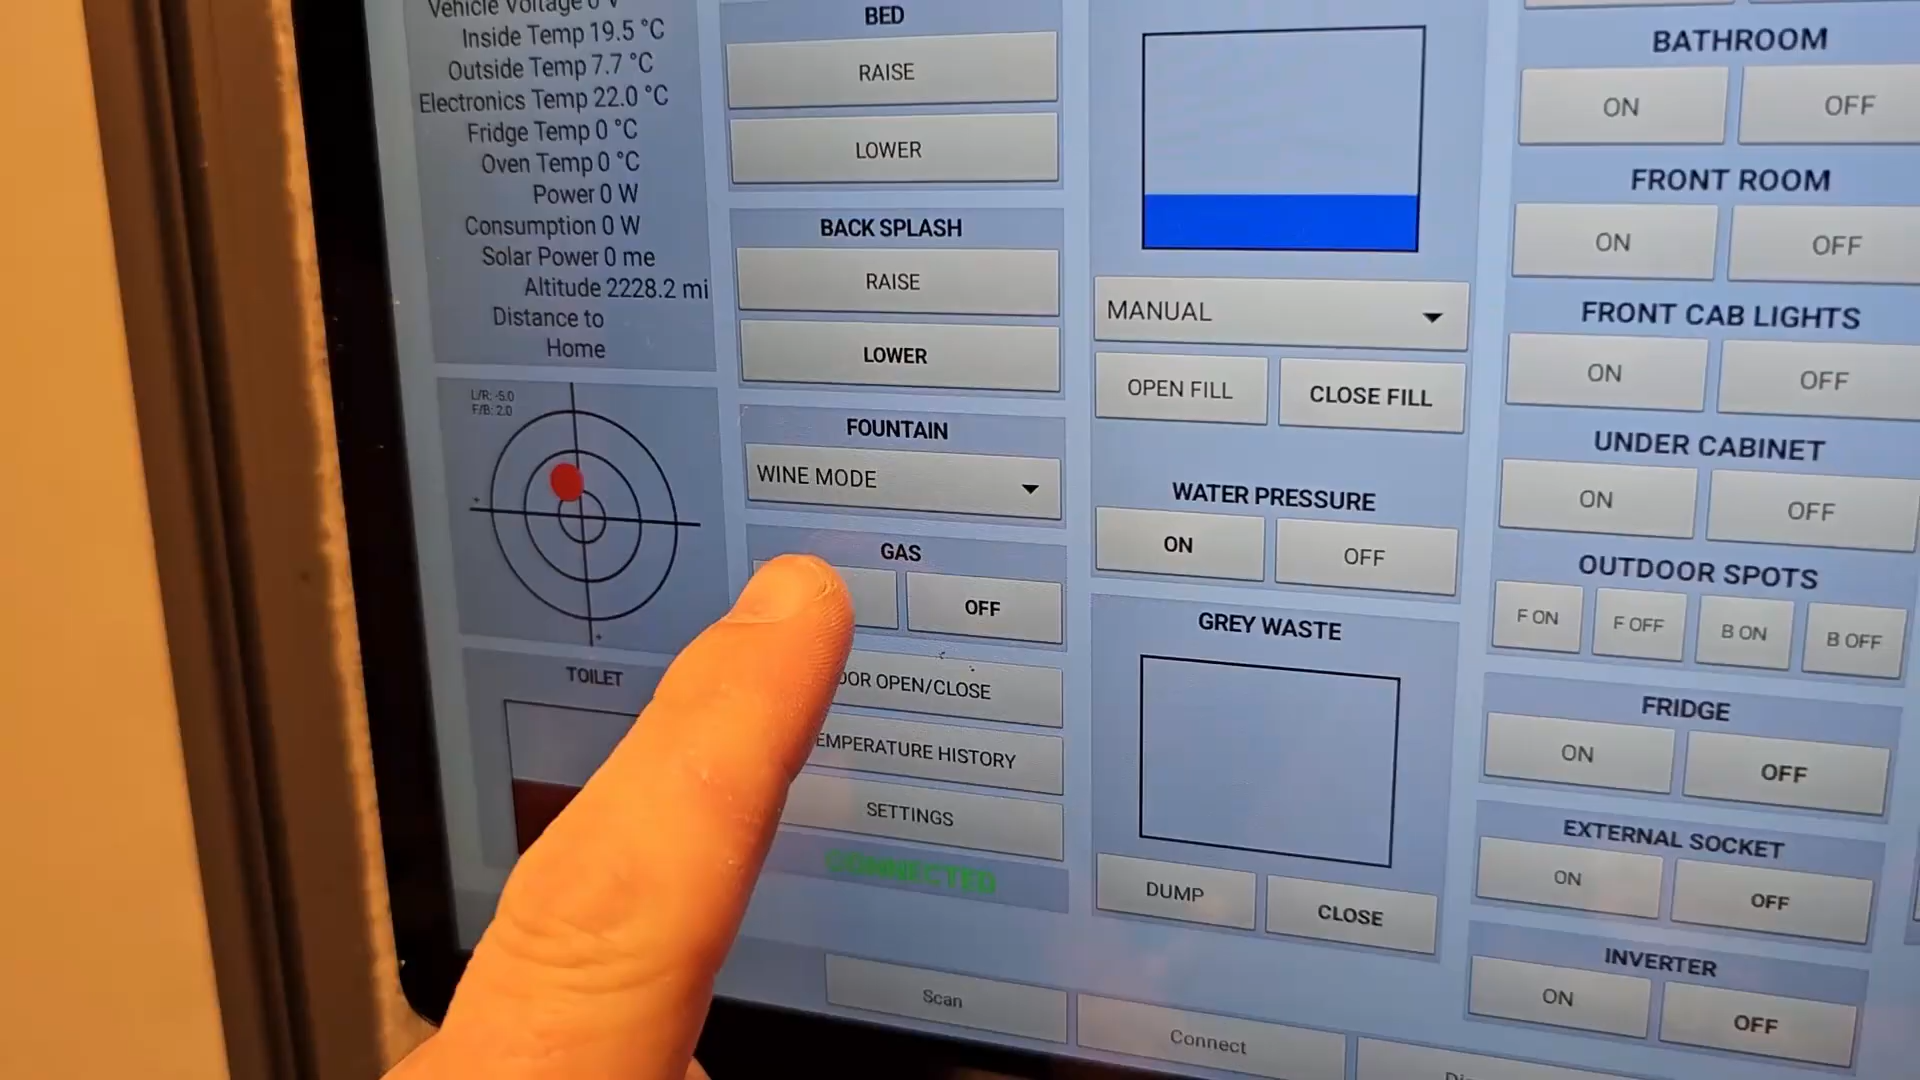 Vehicle Voltage 0 V
Inside Temp 19.5 °C
Outside Temp 7.7 °C
Electronics Temp 22.0 °C
Fridge Temp 0 °C
Oven Temp 0 °C
Power 0 W
Consumption 0 W
Solar Power 0 me
Altitude 2228.2 mi
Distance to
Home
L/R: -5.0
F/B: 2.0
TOILET
BED
RAISE
LOWER
BACK SPLASH
RAISE
LOWER
FOUNTAIN
WINE MODE
GAS
OFF
OOR OPEN/CLOSE
EMPERATURE HISTORY
SETTINGS
CONNECTED
MANUAL
OPEN FILL
CLOSE FILL
WATER PRESSURE
ON
OFF
GREY WASTE
DUMP
CLOSE
BATHROOM
ON
OFF
FRONT ROOM
ON
OFF
FRONT CAB LIGHTS
ON
OFF
UNDER CABINET
ON
OFF
OUTDOOR SPOTS
F ON
F OFF
B ON
B OFF
FRIDGE
ON
OFF
EXTERNAL SOCKET
ON
OFF
INVERTER
ON
OFF
Scan
Connect